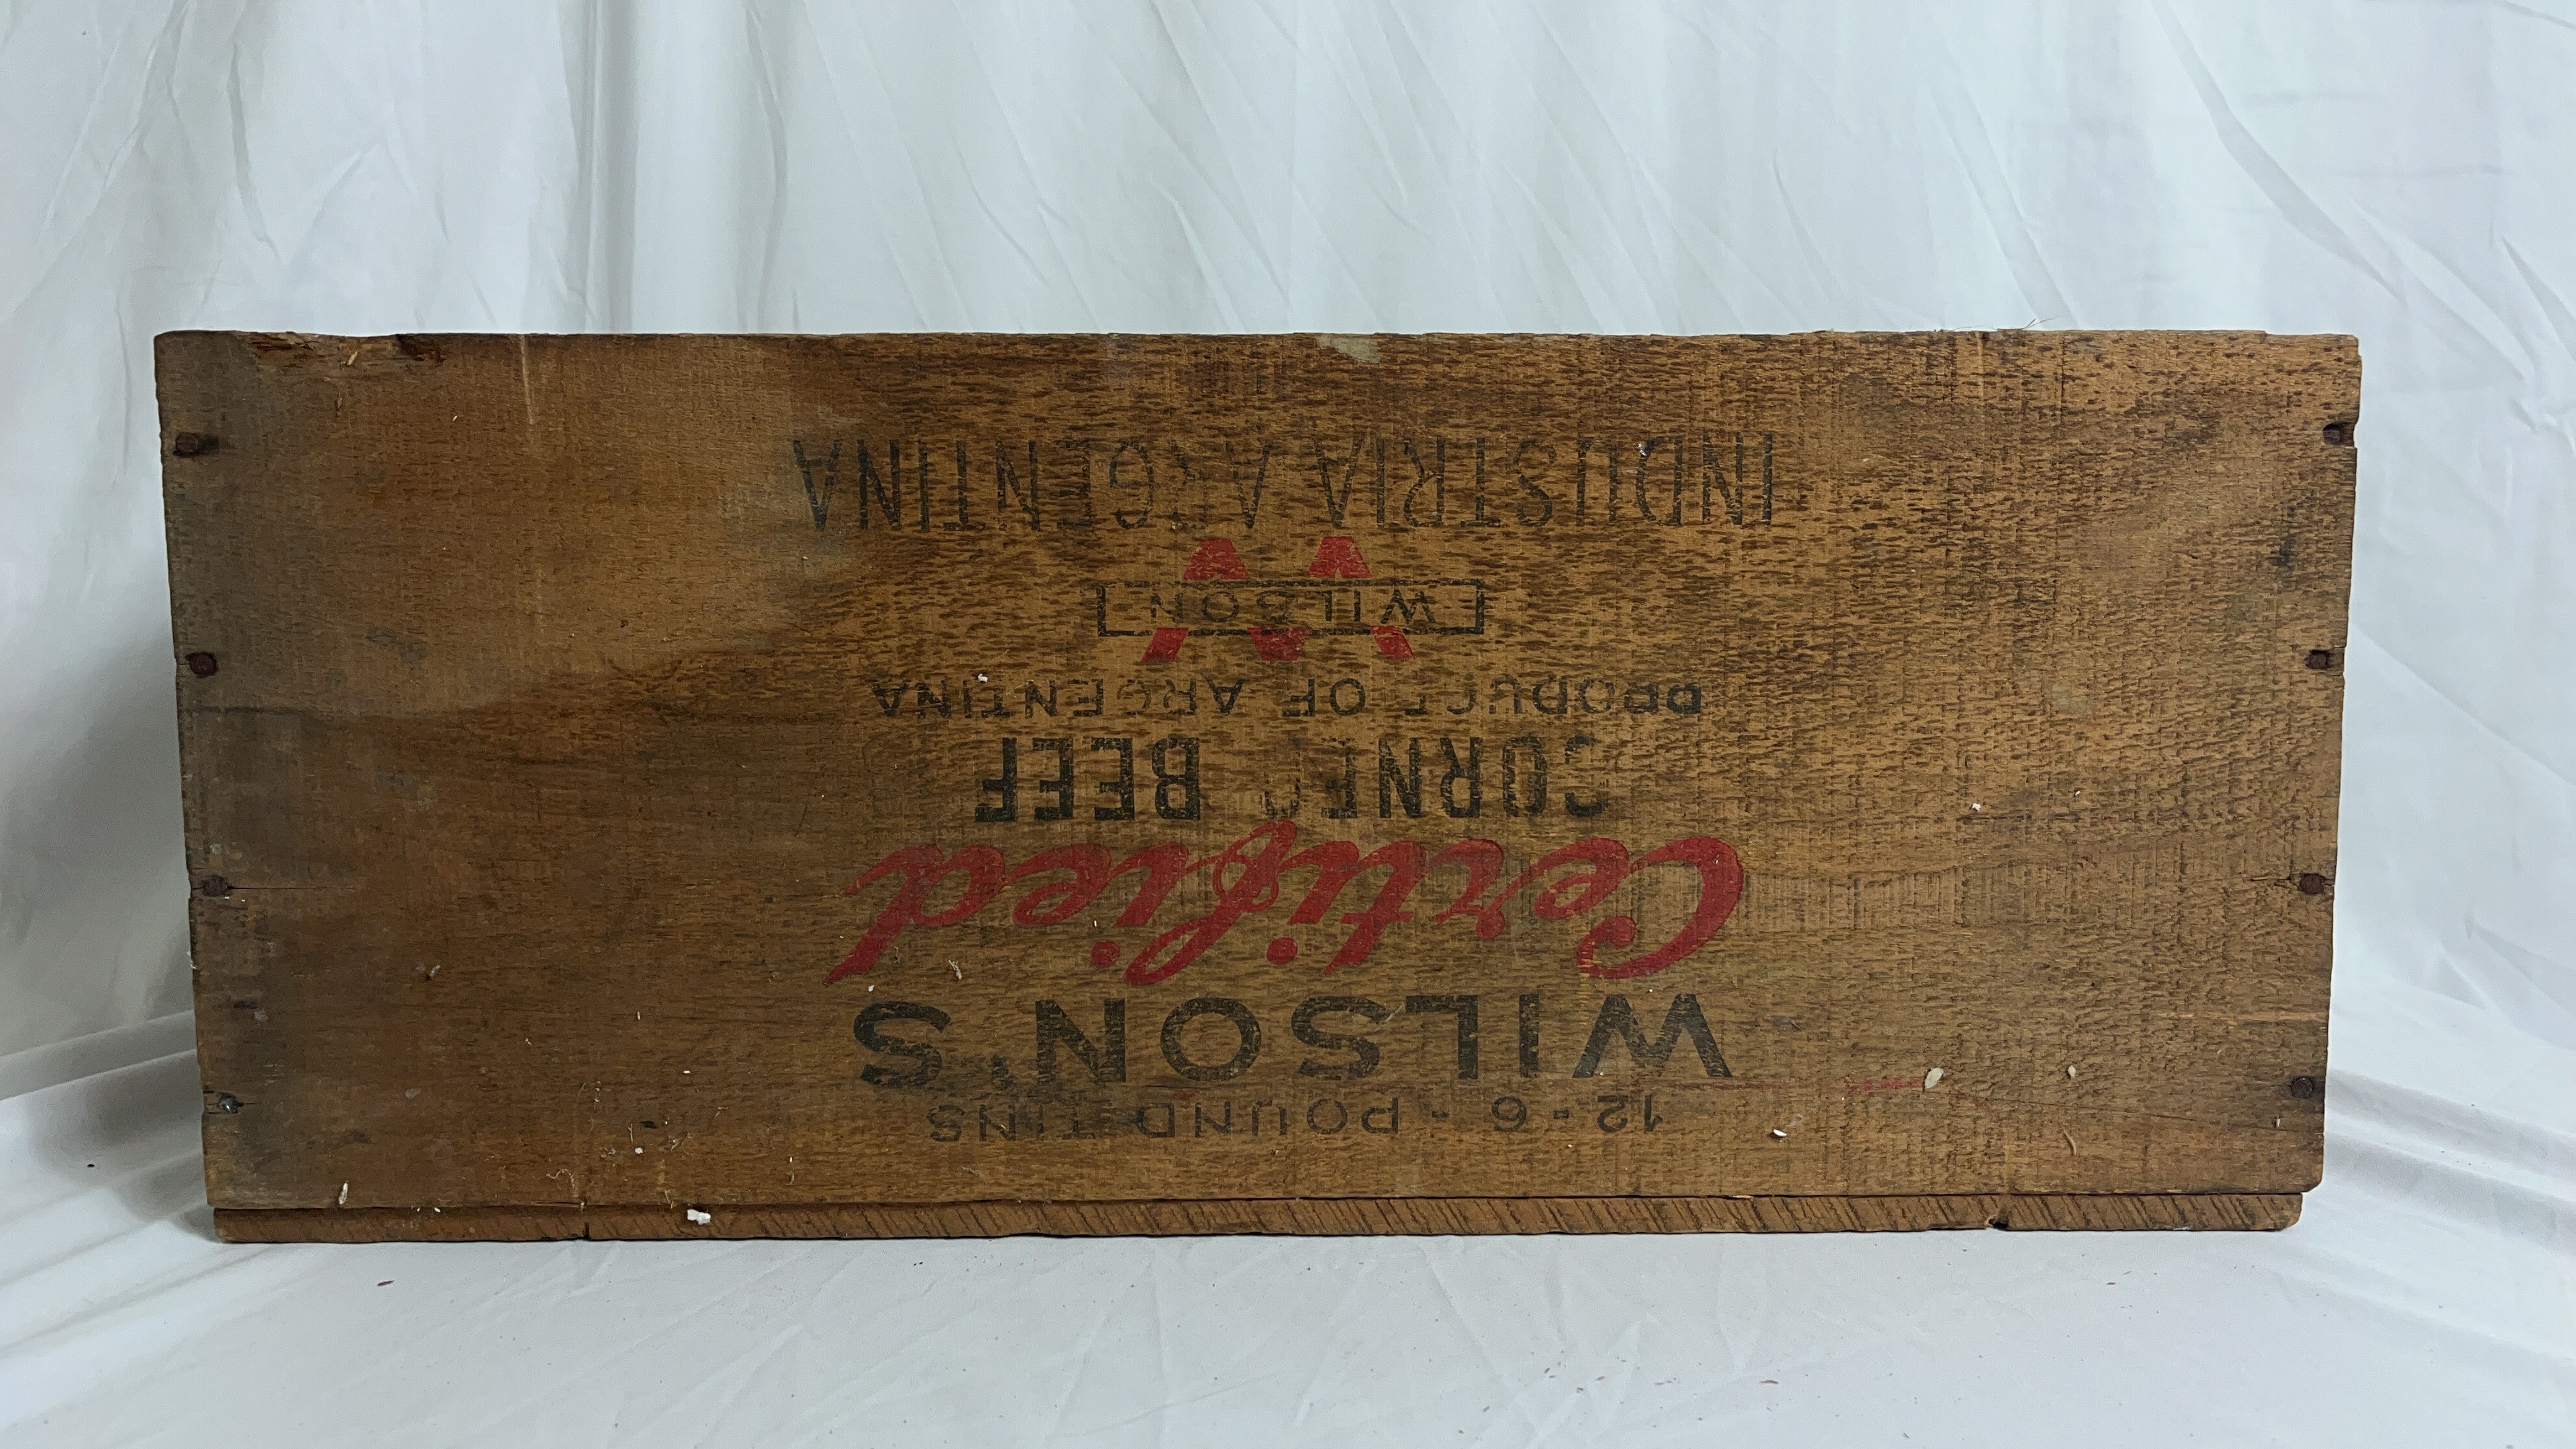 12 - 6 - POUND TINS
WILSON'S
Certified
CORNED BEEF
PRODUCT OF ARGENTINA
W
WILSON
INDUSTRIA ARGENTINA